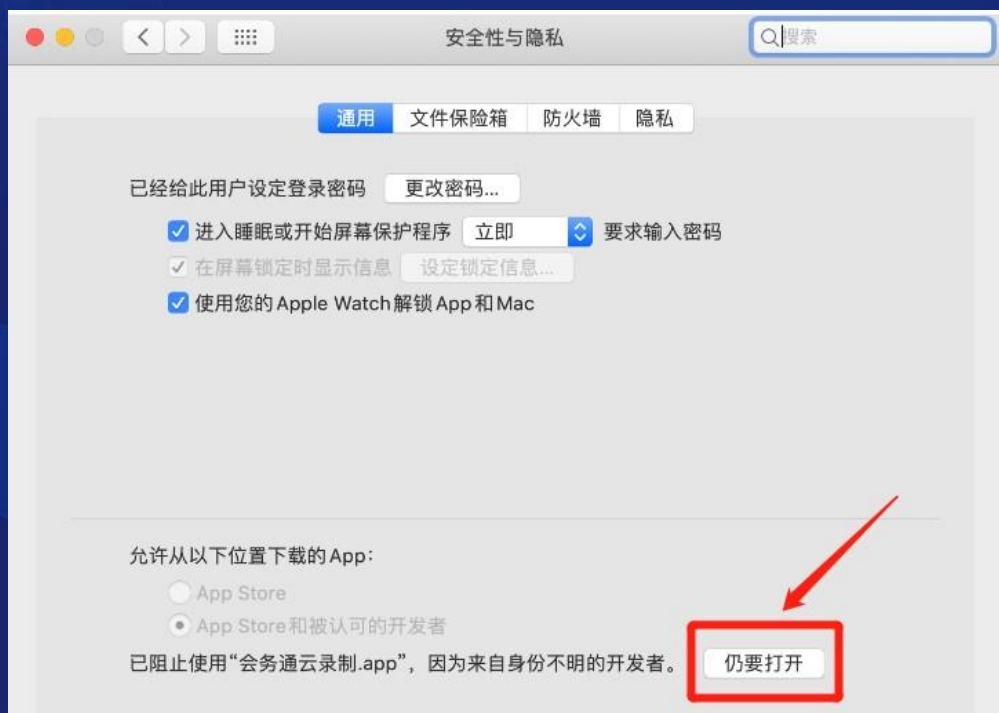 安全性与隐私
搜索
通用 文件保险箱 防火墙 隐私
已经给此用户设定登录密码 更改密码...
进入睡眠或开始屏幕保护程序 立即 要求输入密码
在屏幕锁定时显示信息 设定锁定信息...
使用您的Apple Watch解锁App和Mac
允许从以下位置下载的App：
App Store
App Store和被认可的开发者
已阻止使用“会务通云录制.app”，因为来自身份不明的开发者。 仍要打开